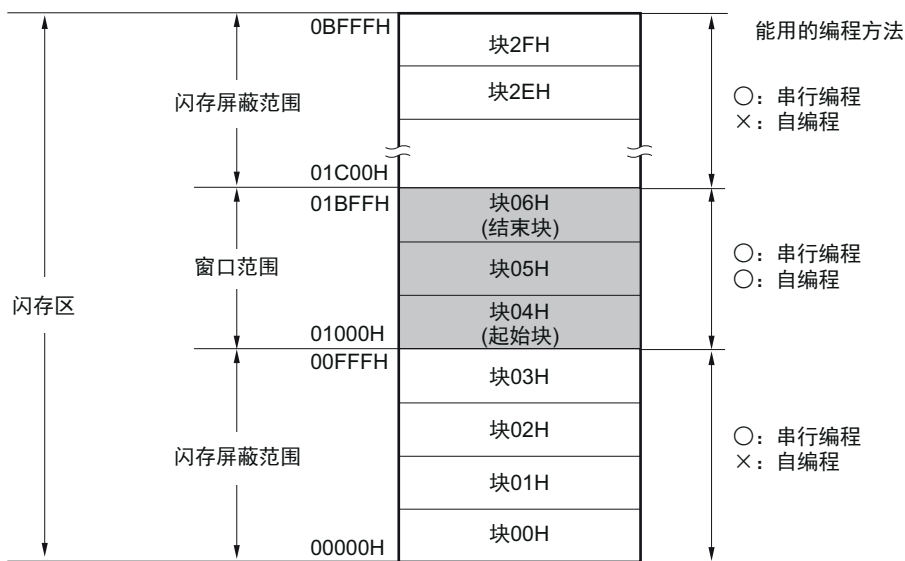 0BFFFH
块2FH
能用的编程方法
块2EH
闪存屏蔽范围
○：串行编程
×：自编程
01C00H
01BFFH
块06H
(结束块)
窗口范围
块05H
○：串行编程
○：自编程
闪存区
块04H
(起始块)
01000H
00FFFH
块03H
块02H
闪存屏蔽范围
○：串行编程
×：自编程
块01H
块00H
00000H